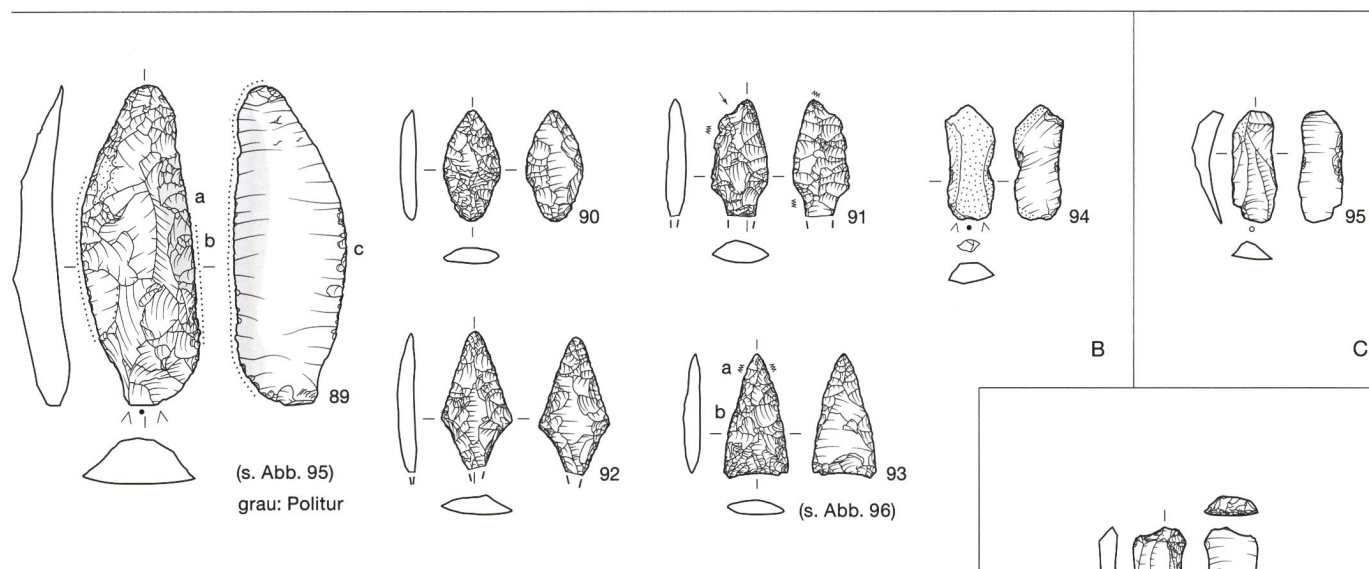 a
b
c
89
(s. Abb. 95)
grau: Politur
90
91
92
a
b
93
(s. Abb. 96)
94
B
95
C